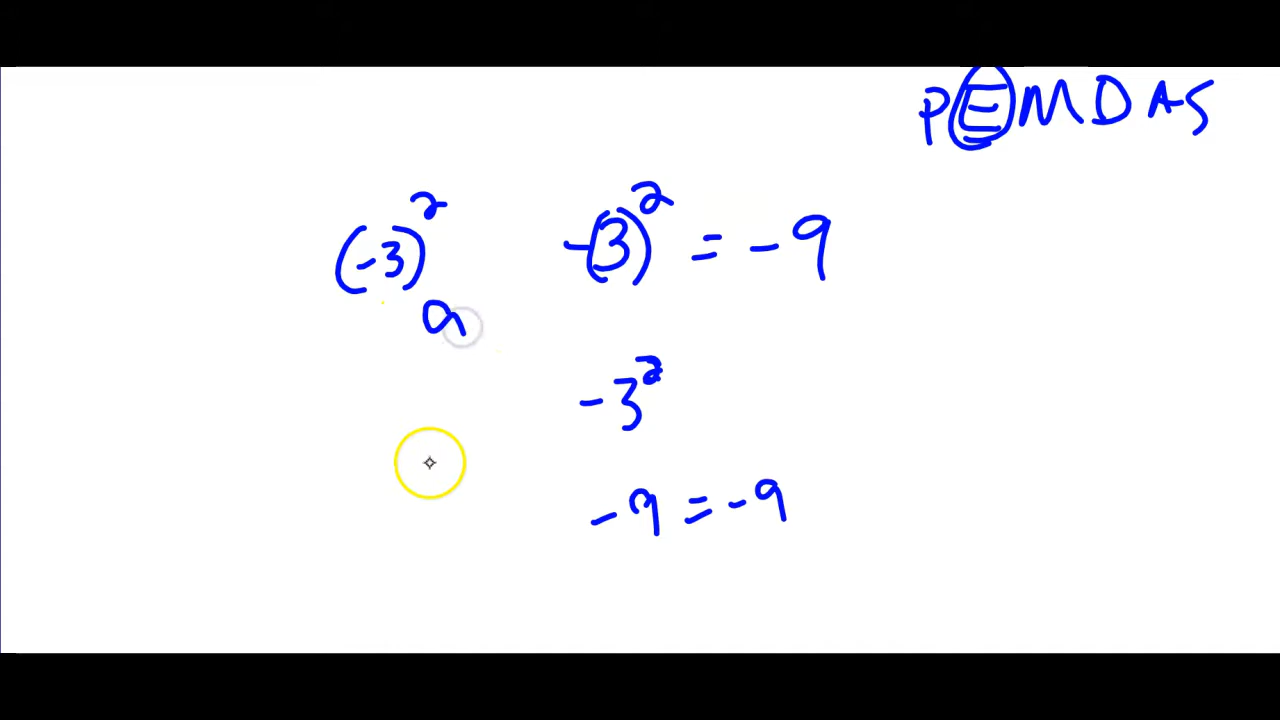 PEMDAS
(-3)² -(3)² = -9
9
-3²
-9 = -9